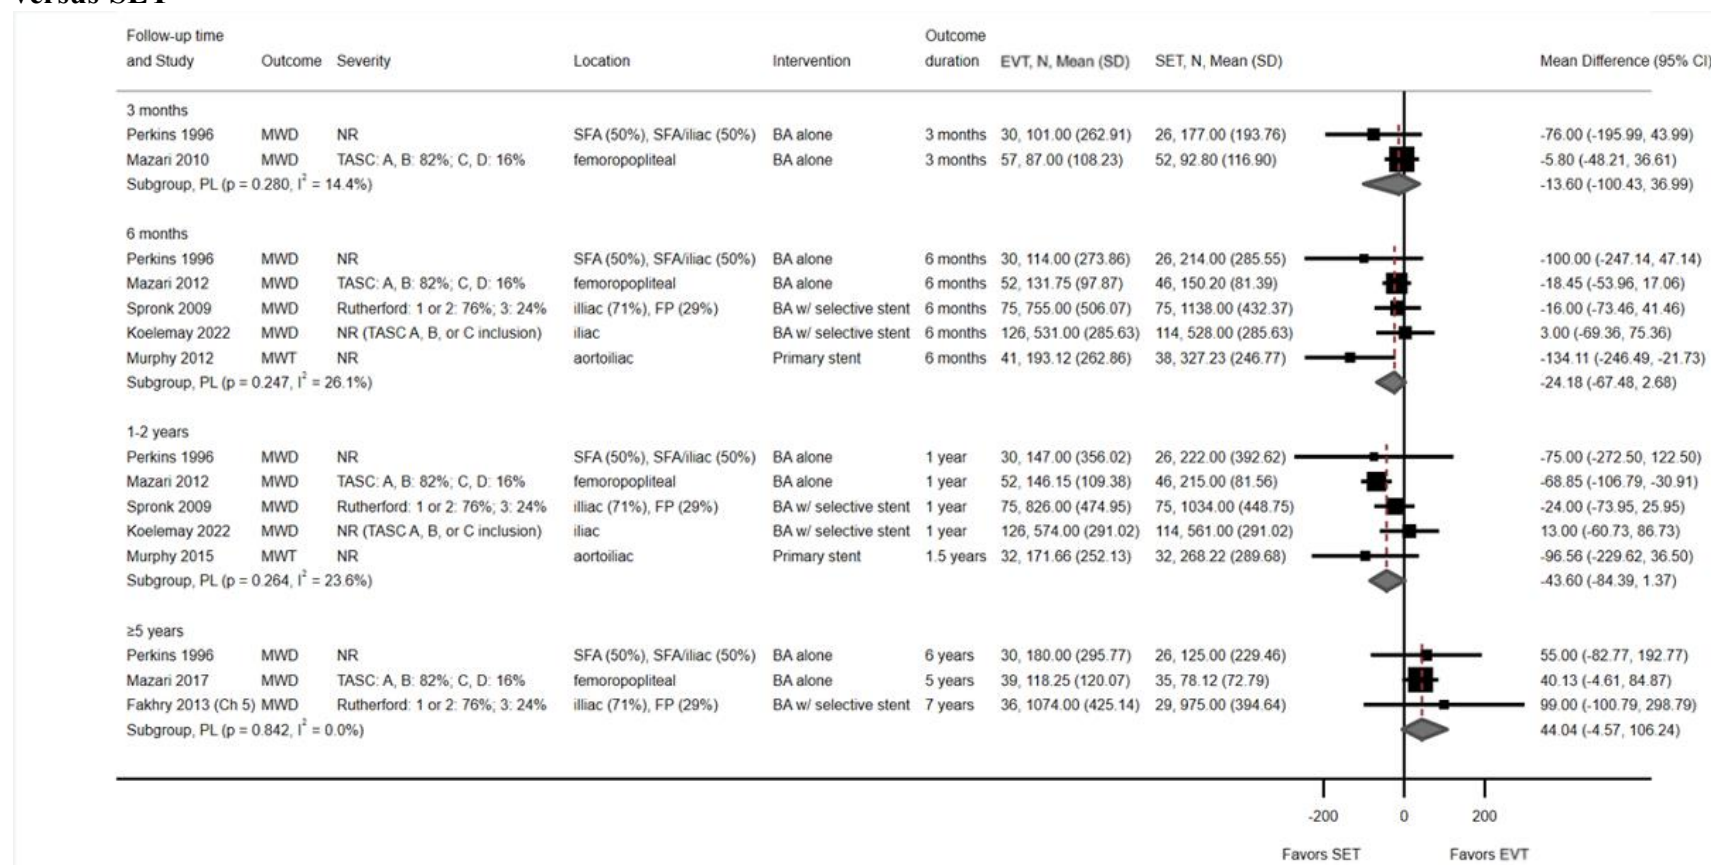 versus SET
Follow-up time Outcome
and Study Outcome Severity Location Intervention duration EVT, N, Mean (SD) SET, N, Mean (SD) Mean Difference (95% CI)
3 months
Perkins 1996 MWD NR SFA (50%), SFA/iliac (50%) BA alone 3 months 30, 101.00 (262.91) 26, 177.00 (193.76) -76.00 (-195.99, 43.99)
Mazari 2010 MWD TASC: A, B: 82%; C, D: 16% femoropopliteal BA alone 3 months 57, 87.00 (108.23) 52, 92.80 (116.90) -5.80 (-48.21, 36.61)
Subgroup, PL (p = 0.280, I² = 14.4%) -13.60 (-100.43, 36.99)
6 months
Perkins 1996 MWD NR SFA (50%), SFA/iliac (50%) BA alone 6 months 30, 114.00 (273.86) 26, 214.00 (285.55) -100.00 (-247.14, 47.14)
Mazari 2012 MWD TASC: A, B: 82%; C, D: 16% femoropopliteal BA alone 6 months 52, 131.75 (97.87) 46, 150.20 (81.39) -18.45 (-53.96, 17.06)
Spronk 2009 MWD Rutherford: 1 or 2: 76%; 3: 24% illiac (71%), FP (29%) BA w/ selective stent 6 months 75, 755.00 (506.07) 75, 1138.00 (432.37) -16.00 (-73.46, 41.46)
Koelemay 2022 MWD NR (TASC A, B, or C inclusion) iliac BA w/ selective stent 6 months 126, 531.00 (285.63) 114, 528.00 (285.63) 3.00 (-69.36, 75.36)
Murphy 2012 MWT NR aortoiliac Primary stent 6 months 41, 193.12 (262.86) 38, 327.23 (246.77) -134.11 (-246.49, -21.73)
Subgroup, PL (p = 0.247, I² = 26.1%) -24.18 (-67.48, 2.68)
1-2 years
Perkins 1996 MWD NR SFA (50%), SFA/iliac (50%) BA alone 1 year 30, 147.00 (356.02) 26, 222.00 (392.62) -75.00 (-272.50, 122.50)
Mazari 2012 MWD TASC: A, B: 82%; C, D: 16% femoropopliteal BA alone 1 year 52, 146.15 (109.38) 46, 215.00 (81.56) -68.85 (-106.79, -30.91)
Spronk 2009 MWD Rutherford: 1 or 2: 76%; 3: 24% illiac (71%), FP (29%) BA w/ selective stent 1 year 75, 826.00 (474.95) 75, 1034.00 (448.75) -24.00 (-73.95, 25.95)
Koelemay 2022 MWD NR (TASC A, B, or C inclusion) iliac BA w/ selective stent 1 year 126, 574.00 (291.02) 114, 561.00 (291.02) 13.00 (-60.73, 86.73)
Murphy 2015 MWT NR aortoiliac Primary stent 1.5 years 32, 171.66 (252.13) 32, 268.22 (289.68) -96.56 (-229.62, 36.50)
Subgroup, PL (p = 0.264, I² = 23.6%) -43.60 (-84.39, 1.37)
≥5 years
Perkins 1996 MWD NR SFA (50%), SFA/iliac (50%) BA alone 6 years 30, 180.00 (295.77) 26, 125.00 (229.46) 55.00 (-82.77, 192.77)
Mazari 2017 MWD TASC: A, B: 82%; C, D: 16% femoropopliteal BA alone 5 years 39, 118.25 (120.07) 35, 78.12 (72.79) 40.13 (-4.61, 84.87)
Fakhry 2013 (Ch 5) MWD Rutherford: 1 or 2: 76%; 3: 24% illiac (71%), FP (29%) BA w/ selective stent 7 years 36, 1074.00 (425.14) 29, 975.00 (394.64) 99.00 (-100.79, 298.79)
Subgroup, PL (p = 0.842, I² = 0.0%) 44.04 (-4.57, 106.24)
-200 0 200
Favors SET Favors EVT